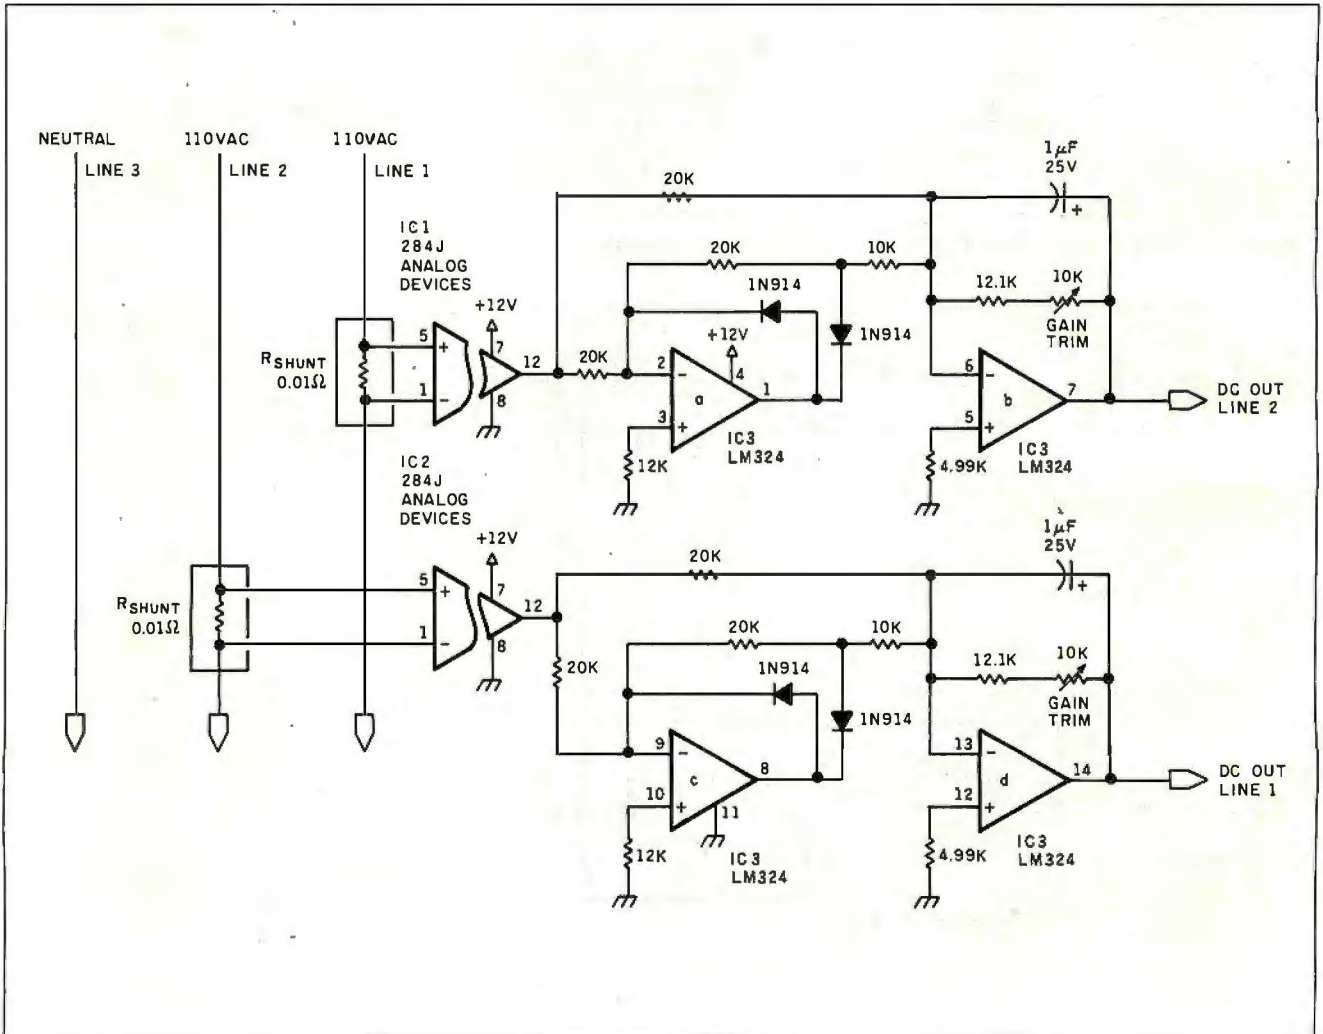 NEUTRAL
LINE 3
110VAC
LINE 2
110VAC
LINE 1
IC1
284J
ANALOG
DEVICES
+12V
7
5
+
1
−
8
12
RSHUNT
0.01Ω
20K
20K
20K
10K
1N914
1N914
+12V
4
2
−
3
+
a
1
12K
IC3
LM324
1µF
25V
+
12.1K
10K
GAIN
TRIM
6
−
5
+
b
7
4.99K
IC3
LM324
DC OUT
LINE 2
IC2
284J
ANALOG
DEVICES
+12V
7
5
+
1
−
8
12
RSHUNT
0.01Ω
20K
20K
20K
10K
1N914
1N914
9
−
10
+
c
8
11
12K
IC3
LM324
1µF
25V
+
12.1K
10K
GAIN
TRIM
13
−
12
+
d
14
4.99K
IC3
LM324
DC OUT
LINE 1